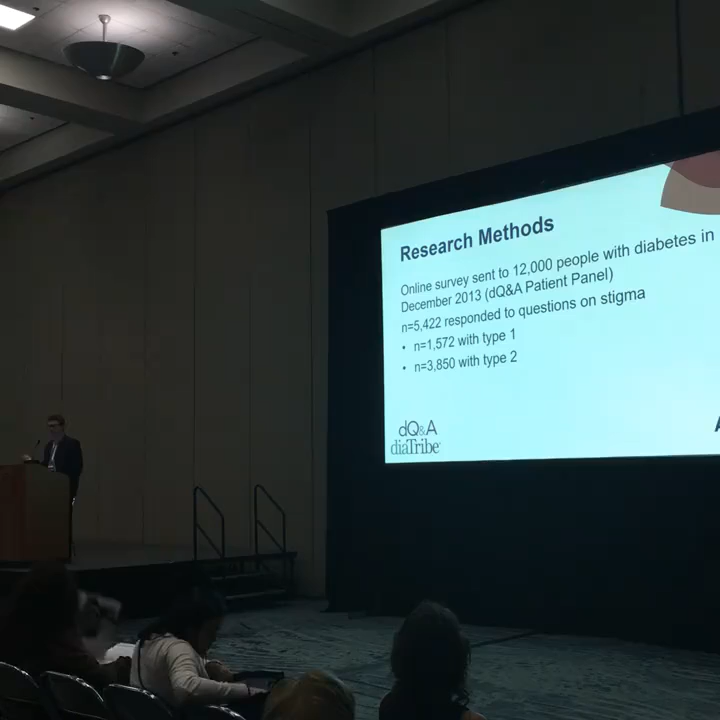 Research Methods
Online survey sent to 12,000 people with diabetes in
December 2013 (dQ&A Patient Panel)
n=5,422 responded to questions on stigma
• n=1,572 with type 1
• n=3,850 with type 2
dQ&A
diaTribe
A